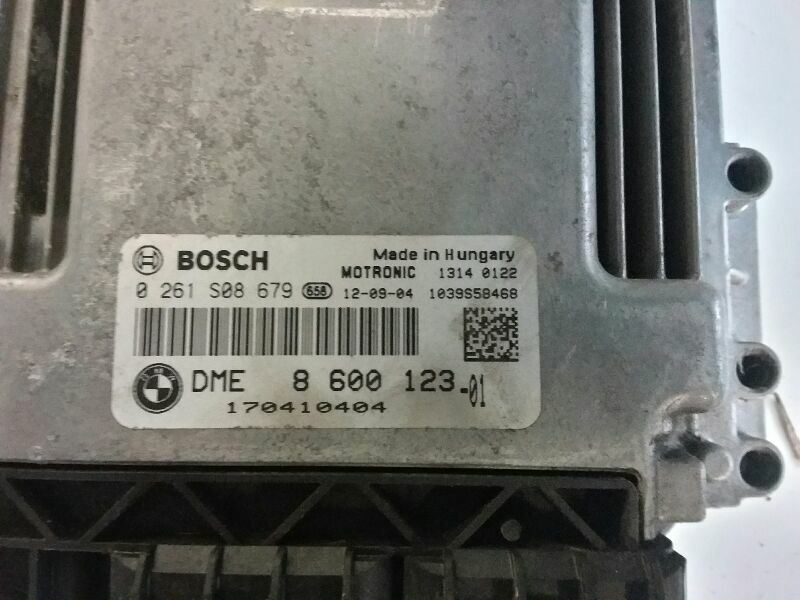 BOSCH Made in Hungary
MOTRONIC 1314 0122
0 261 S08 679 658 12-09-04 1039S58468
DME 8 600 123-01
170410404